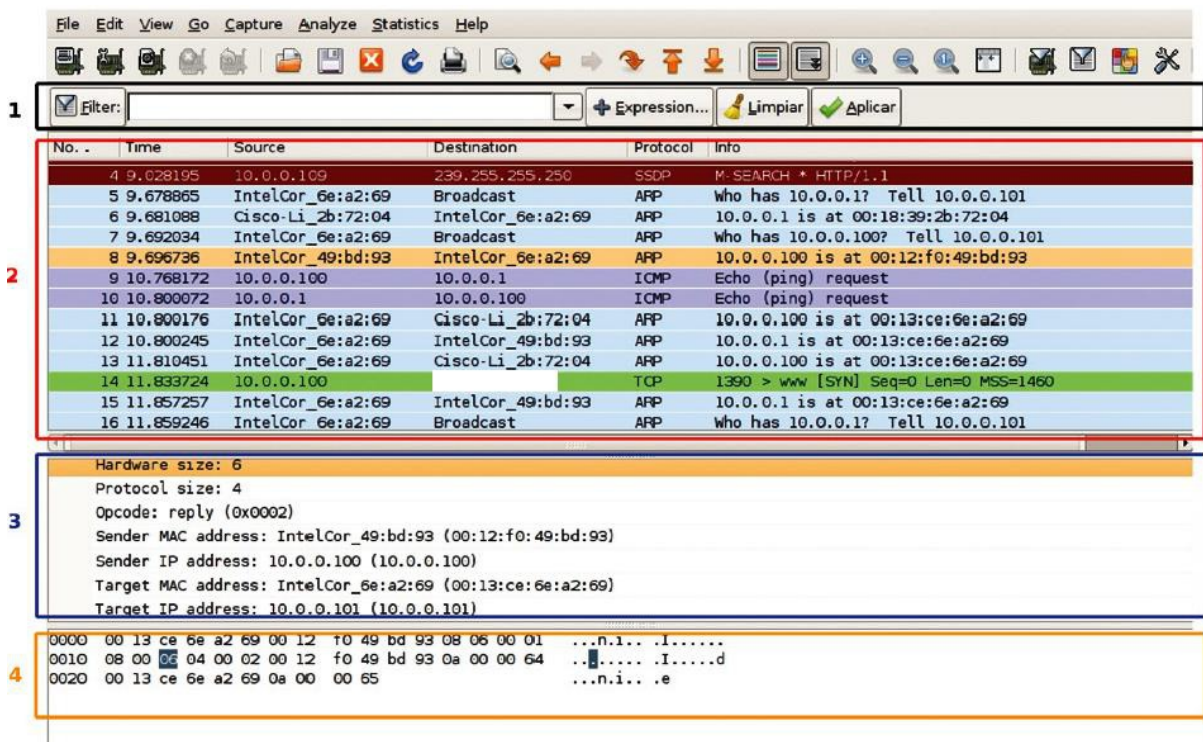 File Edit View Go Capture Analyze Statistics Help
1
Filter: Expression... Limpiar Aplicar
No. . Time Source Destination Protocol Info
2
4 9.028195 10.0.0.109 239.255.255.250 SSDP M-SEARCH * HTTP/1.1
5 9.678865 IntelCor_6e:a2:69 Broadcast ARP Who has 10.0.0.1? Tell 10.0.0.101
6 9.681088 Cisco-Li_2b:72:04 IntelCor_6e:a2:69 ARP 10.0.0.1 is at 00:18:39:2b:72:04
7 9.692034 IntelCor_6e:a2:69 Broadcast ARP Who has 10.0.0.100? Tell 10.0.0.101
8 9.696736 IntelCor_49:bd:93 IntelCor_6e:a2:69 ARP 10.0.0.100 is at 00:12:f0:49:bd:93
9 10.768172 10.0.0.100 10.0.0.1 ICMP Echo (ping) request
10 10.800072 10.0.0.1 10.0.0.100 ICMP Echo (ping) request
11 10.800176 IntelCor_6e:a2:69 Cisco-Li_2b:72:04 ARP 10.0.0.100 is at 00:13:ce:6e:a2:69
12 10.800245 IntelCor_6e:a2:69 IntelCor_49:bd:93 ARP 10.0.0.1 is at 00:13:ce:6e:a2:69
13 11.810451 IntelCor_6e:a2:69 Cisco-Li_2b:72:04 ARP 10.0.0.100 is at 00:13:ce:6e:a2:69
14 11.833724 10.0.0.100 TCP 1390 > www [SYN] Seq=0 Len=0 MSS=1460
15 11.857257 IntelCor_6e:a2:69 IntelCor_49:bd:93 ARP 10.0.0.1 is at 00:13:ce:6e:a2:69
16 11.859246 IntelCor_6e:a2:69 Broadcast ARP Who has 10.0.0.1? Tell 10.0.0.101
3
Hardware size: 6
Protocol size: 4
Opcode: reply (0x0002)
Sender MAC address: IntelCor_49:bd:93 (00:12:f0:49:bd:93)
Sender IP address: 10.0.0.100 (10.0.0.100)
Target MAC address: IntelCor_6e:a2:69 (00:13:ce:6e:a2:69)
Target IP address: 10.0.0.101 (10.0.0.101)
4
0000 00 13 ce 6e a2 69 00 12 f0 49 bd 93 08 06 00 01 ...n.i.. .I......
0010 08 00 06 04 00 02 00 12 f0 49 bd 93 0a 00 00 64 ........ .I.....d
0020 00 13 ce 6e a2 69 0a 00 00 65 ...n.i.. .e